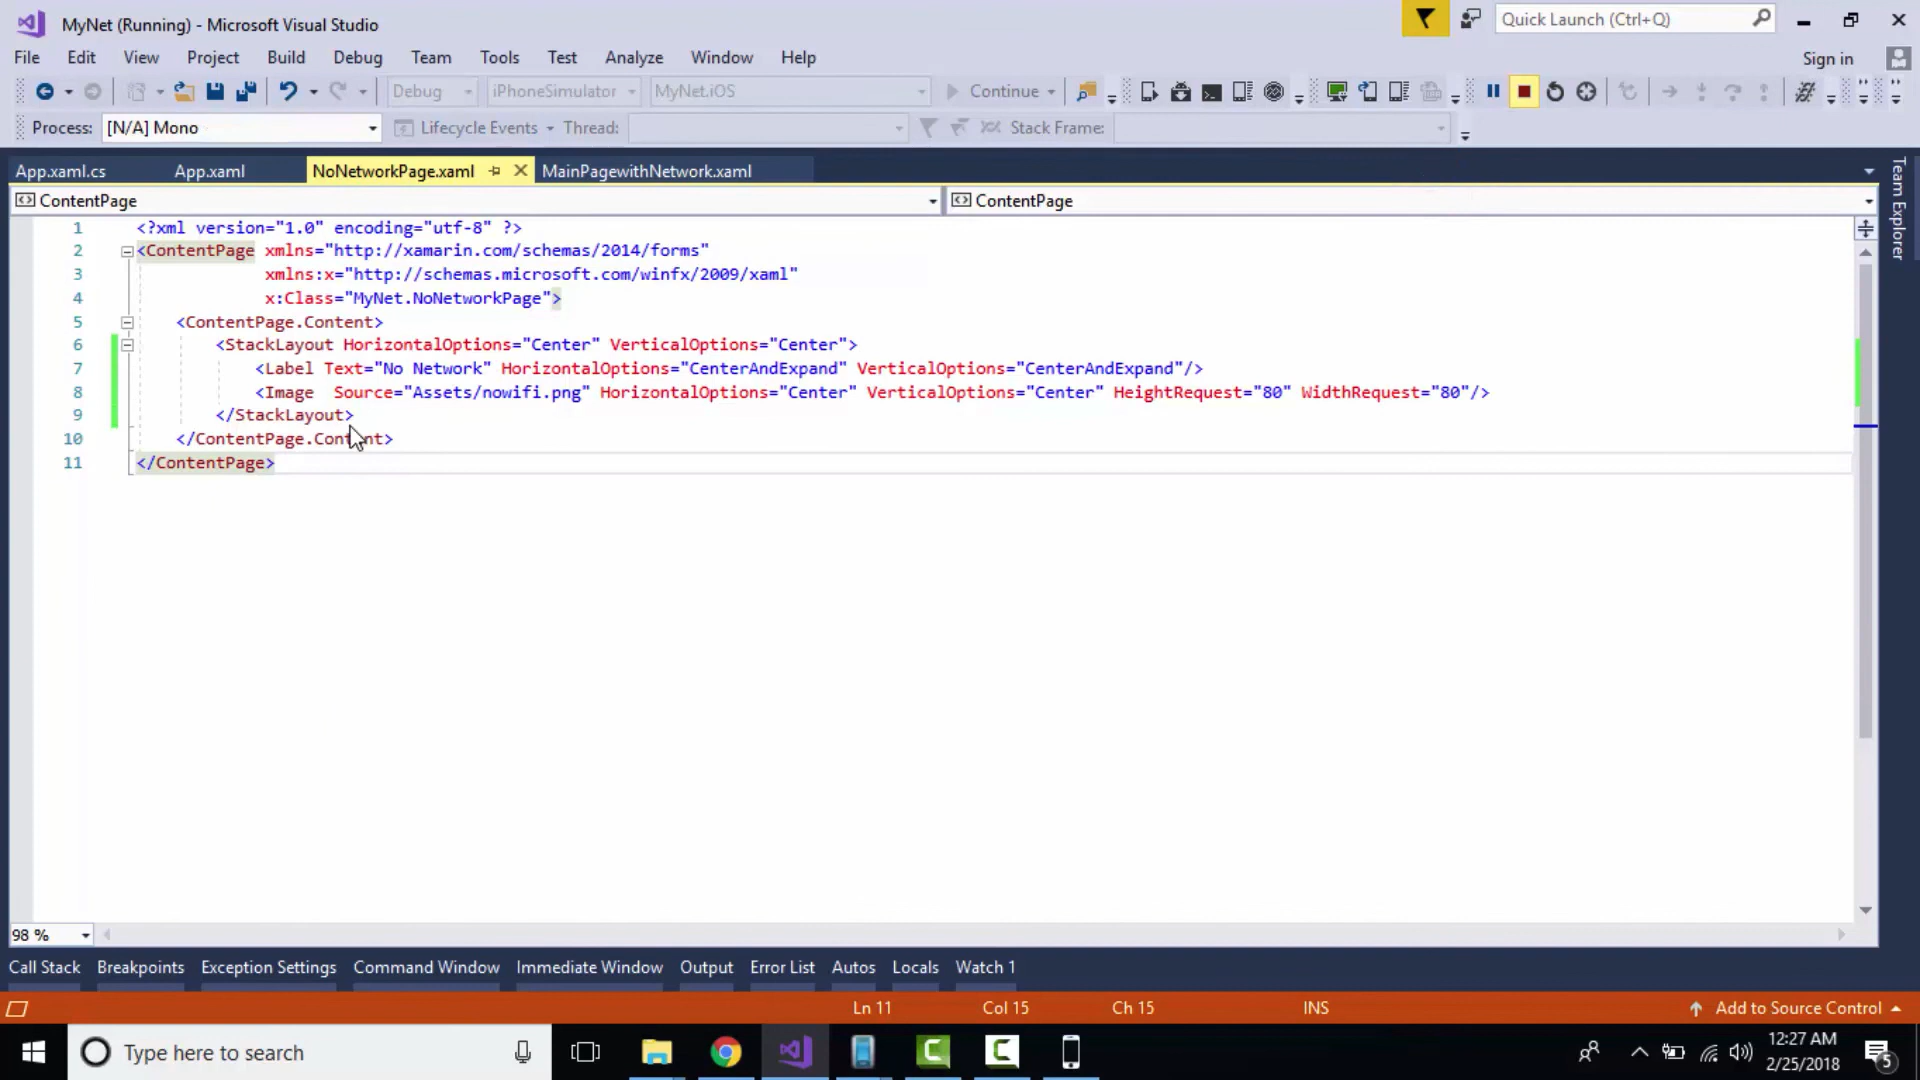 MyNet (Running) - Microsoft Visual Studio
Quick Launch (Ctrl+Q)
File Edit View Project Build Debug Team Tools Test Analyze Window Help
Sign in
Debug iPhoneSimulator MyNet.iOS Continue
Process: [N/A] Mono Lifecycle Events Thread: Stack Frame:
App.xaml.cs App.xaml NoNetworkPage.xaml MainPagewithNetwork.xaml
ContentPage ContentPage
Team Explorer
1 <?xml version="1.0" encoding="utf-8" ?>
2 <ContentPage xmlns="http://xamarin.com/schemas/2014/forms"
3 xmlns:x="http://schemas.microsoft.com/winfx/2009/xaml"
4 x:Class="MyNet.NoNetworkPage">
5 <ContentPage.Content>
6 <StackLayout HorizontalOptions="Center" VerticalOptions="Center">
7 <Label Text="No Network" HorizontalOptions="CenterAndExpand" VerticalOptions="CenterAndExpand"/>
8 <Image  Source="Assets/nowifi.png" HorizontalOptions="Center" VerticalOptions="Center" HeightRequest="80" WidthRequest="80"/>
9 </StackLayout>
10 </ContentPage.Content>
11 </ContentPage>
98 %
Call Stack Breakpoints Exception Settings Command Window Immediate Window Output Error List Autos Locals Watch 1
Ln 11 Col 15 Ch 15 INS Add to Source Control
Type here to search
12:27 AM
2/25/2018
5